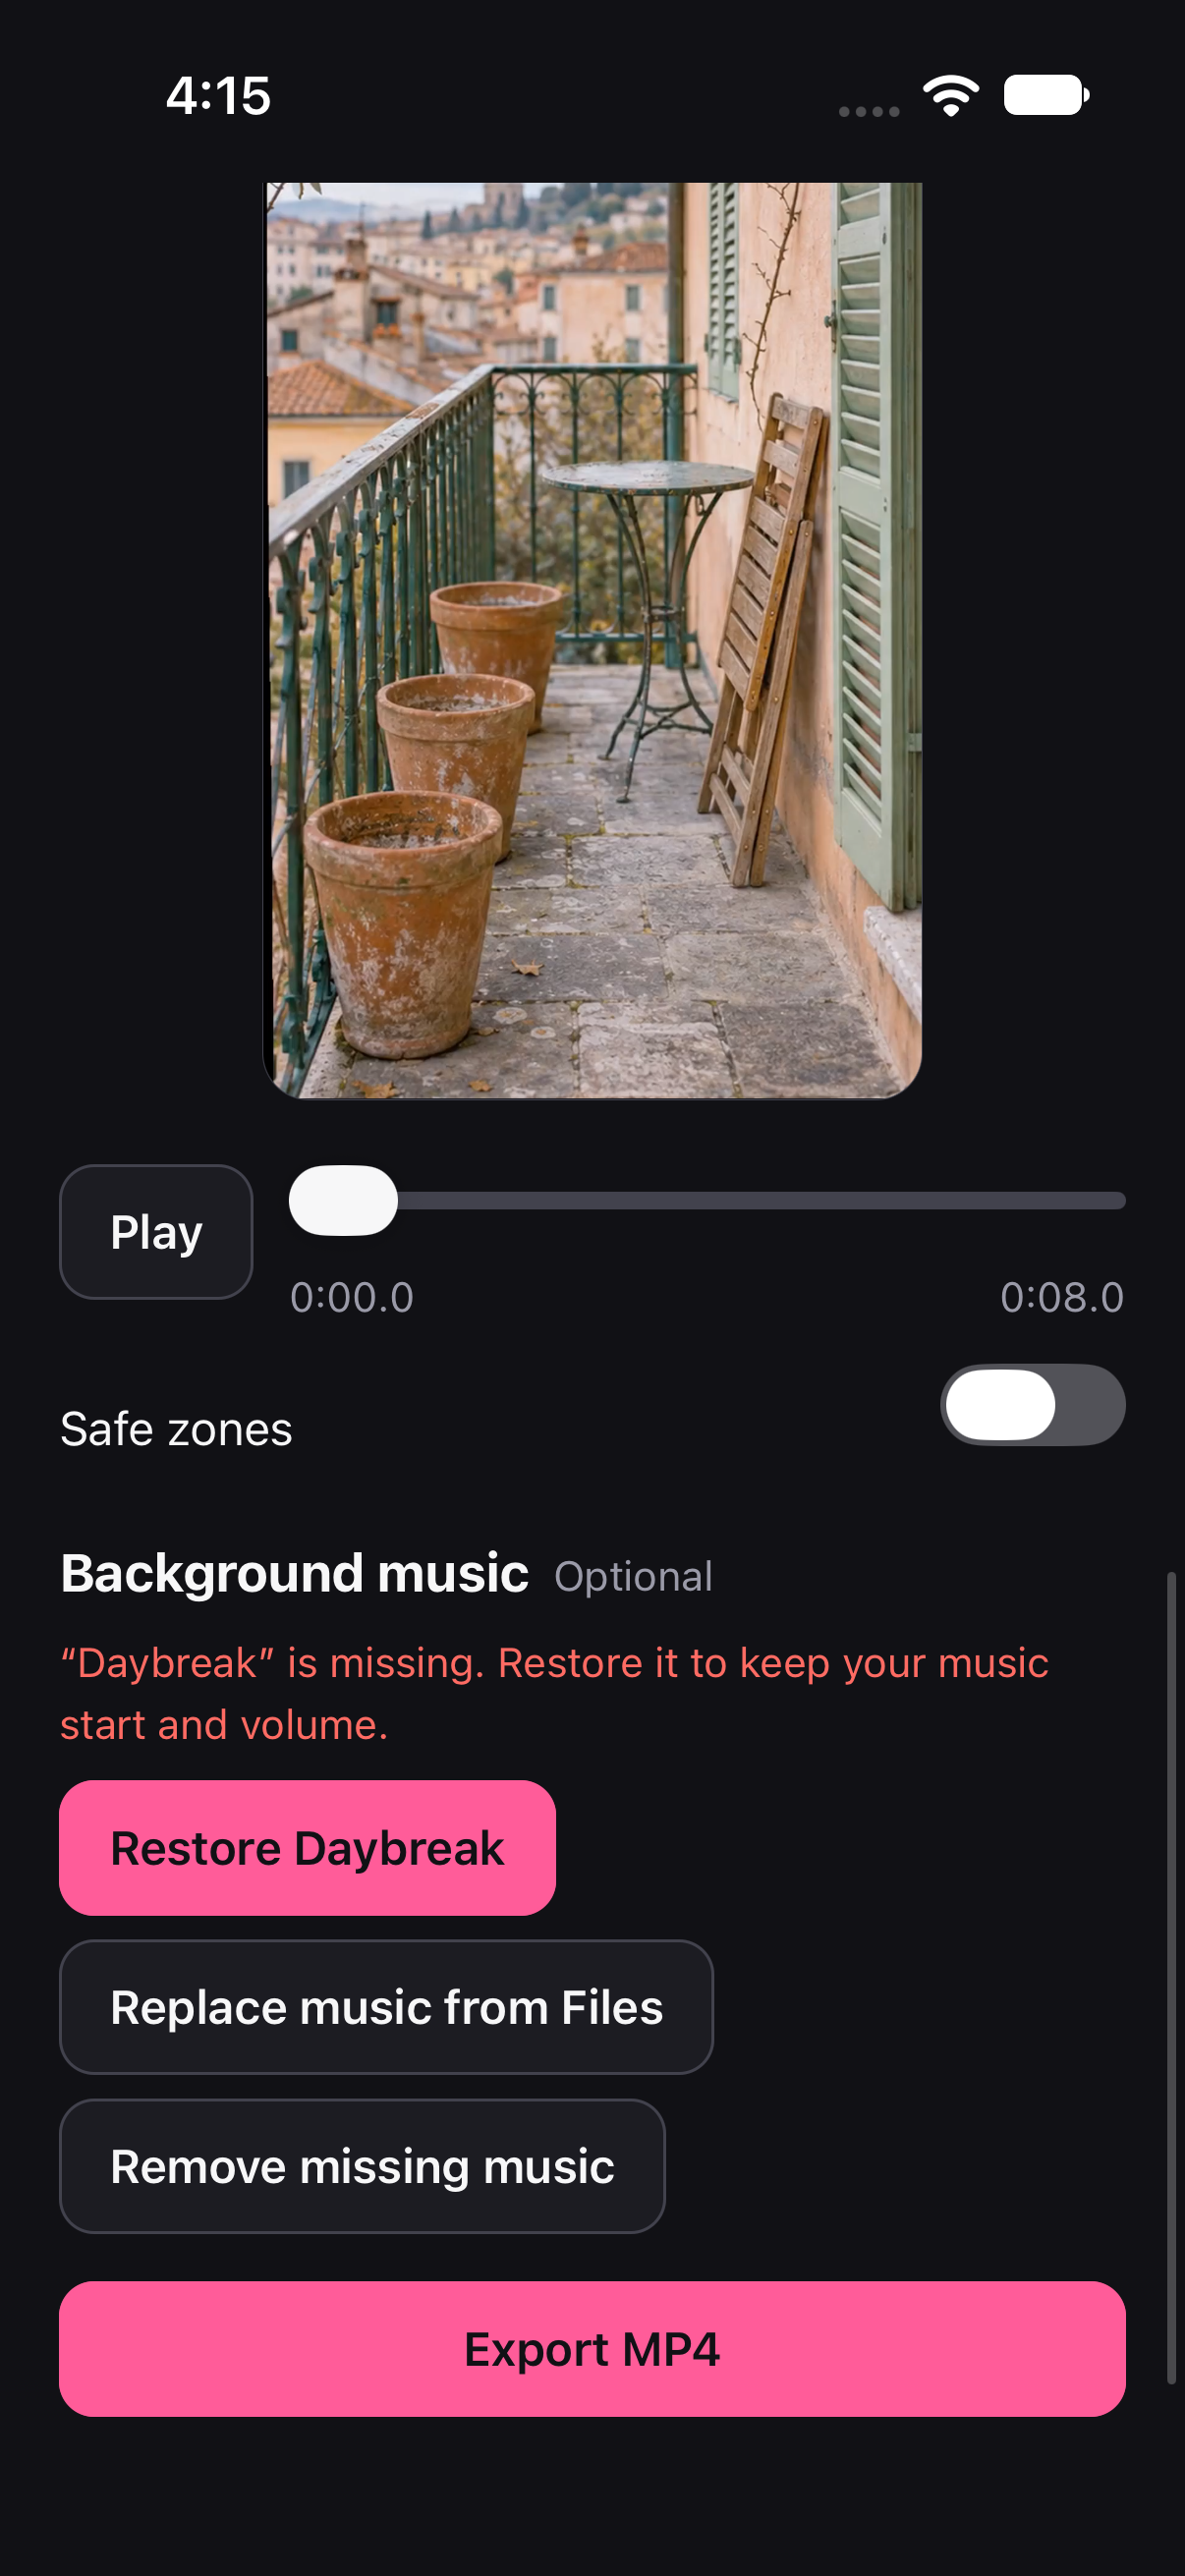 4:15
Play
0:00.0
0:08.0
Safe zones
Background music Optional
“Daybreak” is missing. Restore it to keep your music
start and volume.
Restore Daybreak
Replace music from Files
Remove missing music
Export MP4